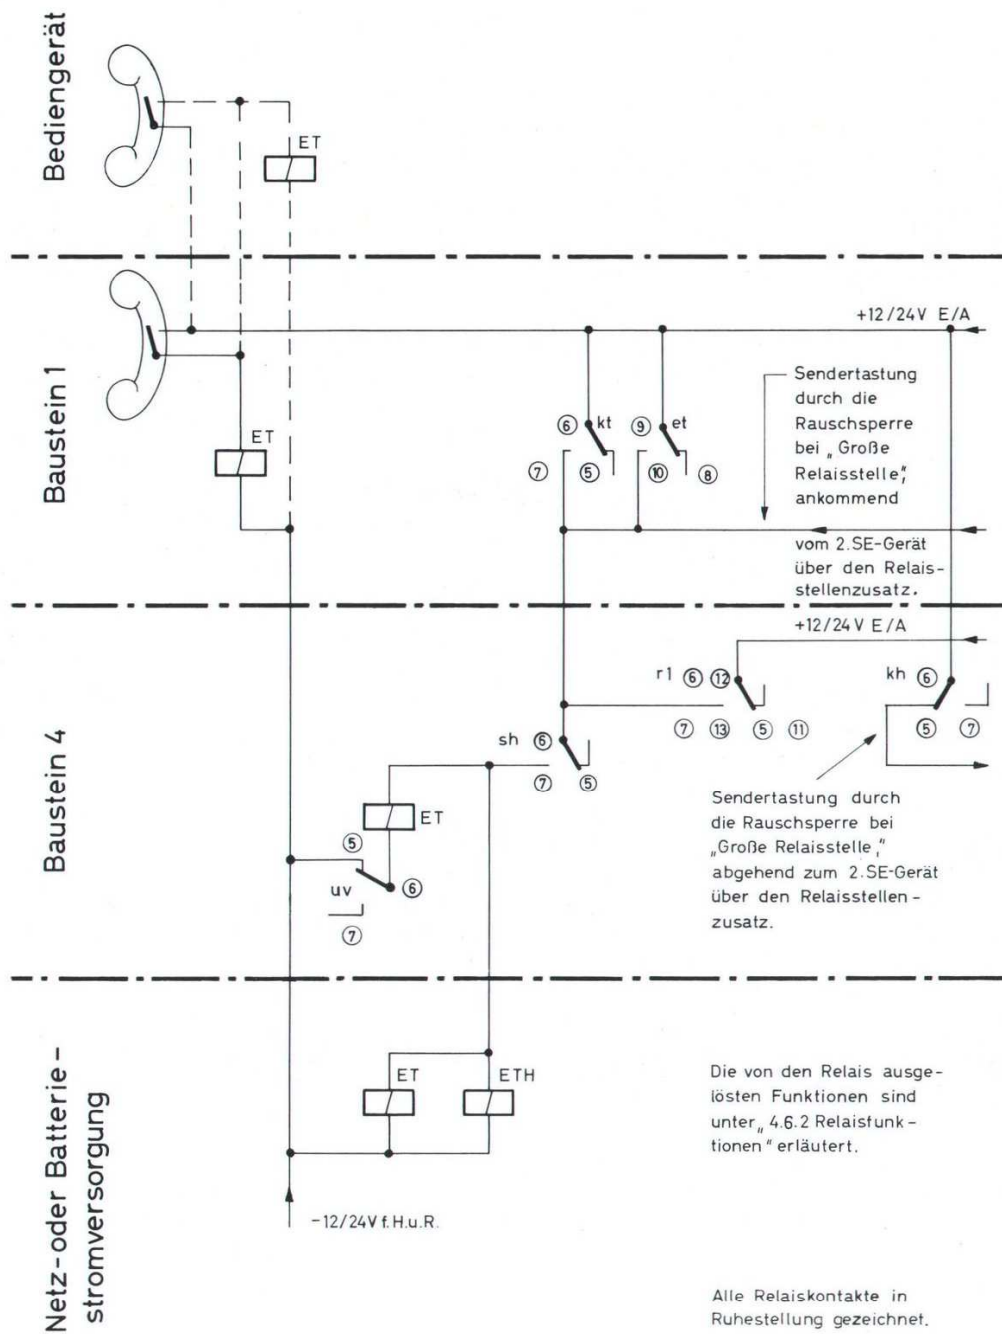 Bediengerät
ET
Baustein 1
+12/24V E/A
ET
⑥ kt
⑨ et
⑦
⑤
⑩
⑧
Sendertastung
durch die
Rauschsperre
bei „Große
Relaisstelle,“
ankommend
vom 2.SE-Gerät
über den Relais-
stellenzusatz.
Baustein 4
+12/24V E/A
r1 ⑥ ⑫
kh ⑥
⑦ ⑬ ⑤ ⑪
⑤ ⑦
sh ⑥
⑦ ⑤
ET
⑤
uv
⑥
⑦
Sendertastung durch
die Rauschsperre bei
„Große Relaisstelle,“
abgehend zum 2.SE-Gerät
über den Relaisstellen-
zusatz.
Netz-oder Batterie-
stromversorgung
ET
ETH
-12/24V f.H.u.R.
Die von den Relais ausge-
lösten Funktionen sind
unter „4.6.2 Relaisfunk-
tionen“ erläutert.
Alle Relaiskontakte in
Ruhestellung gezeichnet.